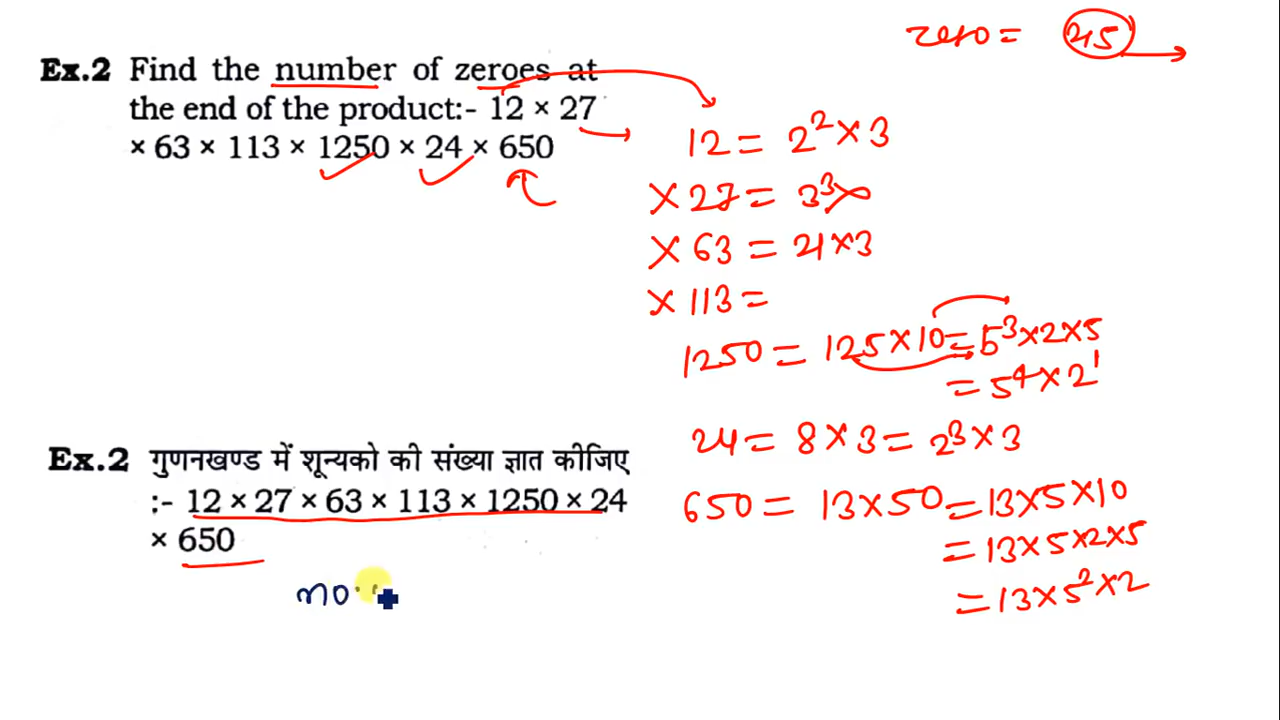 zero = 45
Ex.2 Find the number of zeroes at
the end of the product:- 12 × 27
× 63 × 113 × 1250 × 24 × 650
12 = 2² × 3
× 27 = 3³ ×
× 63 = 21 × 3
× 113 =
1250 = 125 × 10 = 5³ × 2 × 5
= 5⁴ × 2¹
24 = 8 × 3 = 2³ × 3
650 = 13 × 50 = 13 × 5 × 10
= 13 × 5 × 2 × 5
= 13 × 5² × 2
Ex.2 गुणनखण्ड में शून्यको की संख्या ज्ञात कीजिए
:- 12 × 27 × 63 × 113 × 1250 × 24
× 650